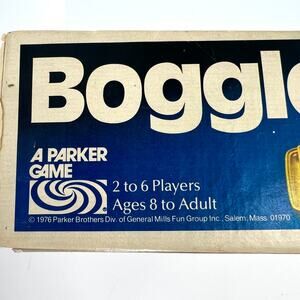 Boggle
A PARKER
GAME
2 to 6 Players
Ages 8 to Adult
© 1976 Parker Brothers Div. of General Mills Fun Group Inc., Salem, Mass. 01970